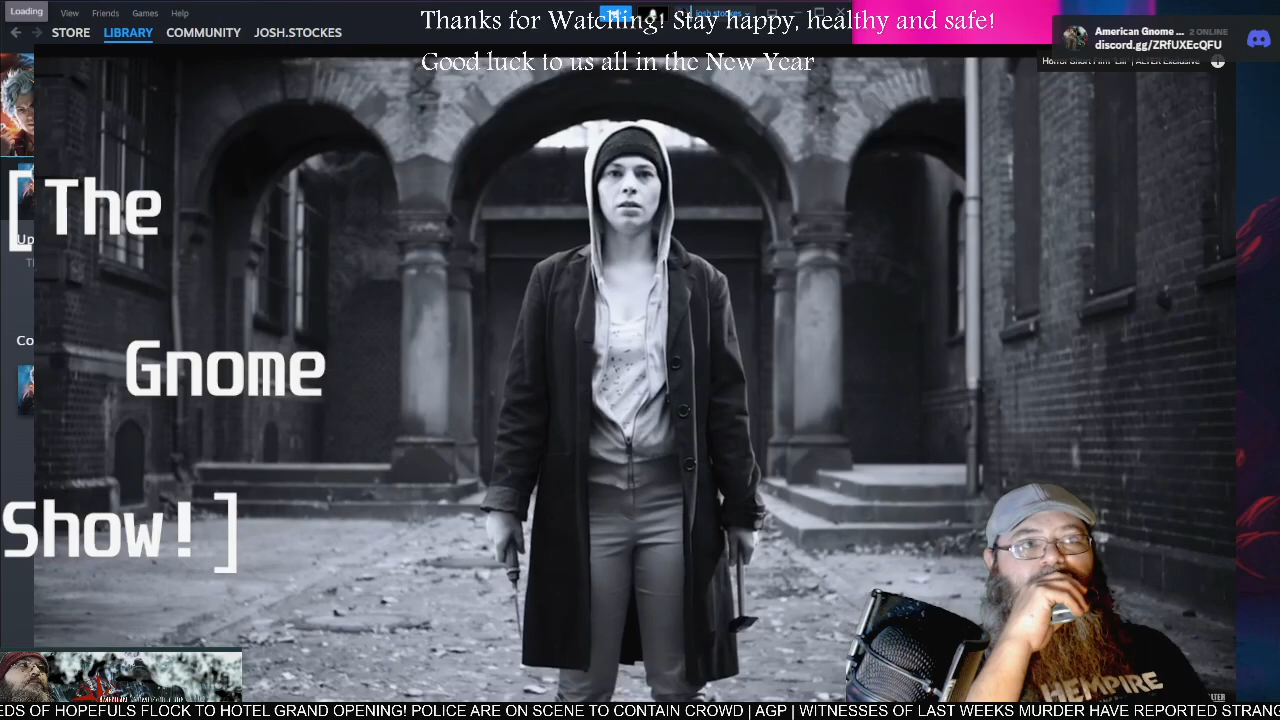 Loading View Friends Games Help
STORE LIBRARY COMMUNITY JOSH.STOCKES
Thanks for Watching! Stay happy, healthy and safe!
Good luck to us all in the New Year
American Gnome ... 2 ONLINE
discord.gg/ZRfUXEcQFU
[The
Gnome
Show!]
Up
Co
HEMPIRE
EDS OF HOPEFULS FLOCK TO HOTEL GRAND OPENING! POLICE ARE ON SCENE TO CONTAIN CROWD | AGP | WITNESSES OF LAST WEEKS MURDER HAVE REPORTED STRANG